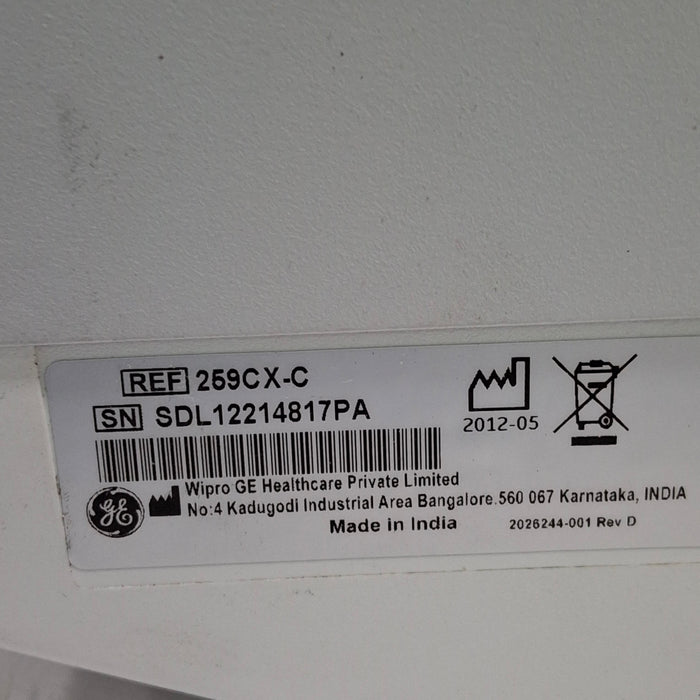 REF 259CX-C
SN SDL12214817PA
2012-05
Wipro GE Healthcare Private Limited
No:4 Kadugodi Industrial Area Bangalore.560 067 Karnataka, INDIA
GE
Made in India
2026244-001 Rev D